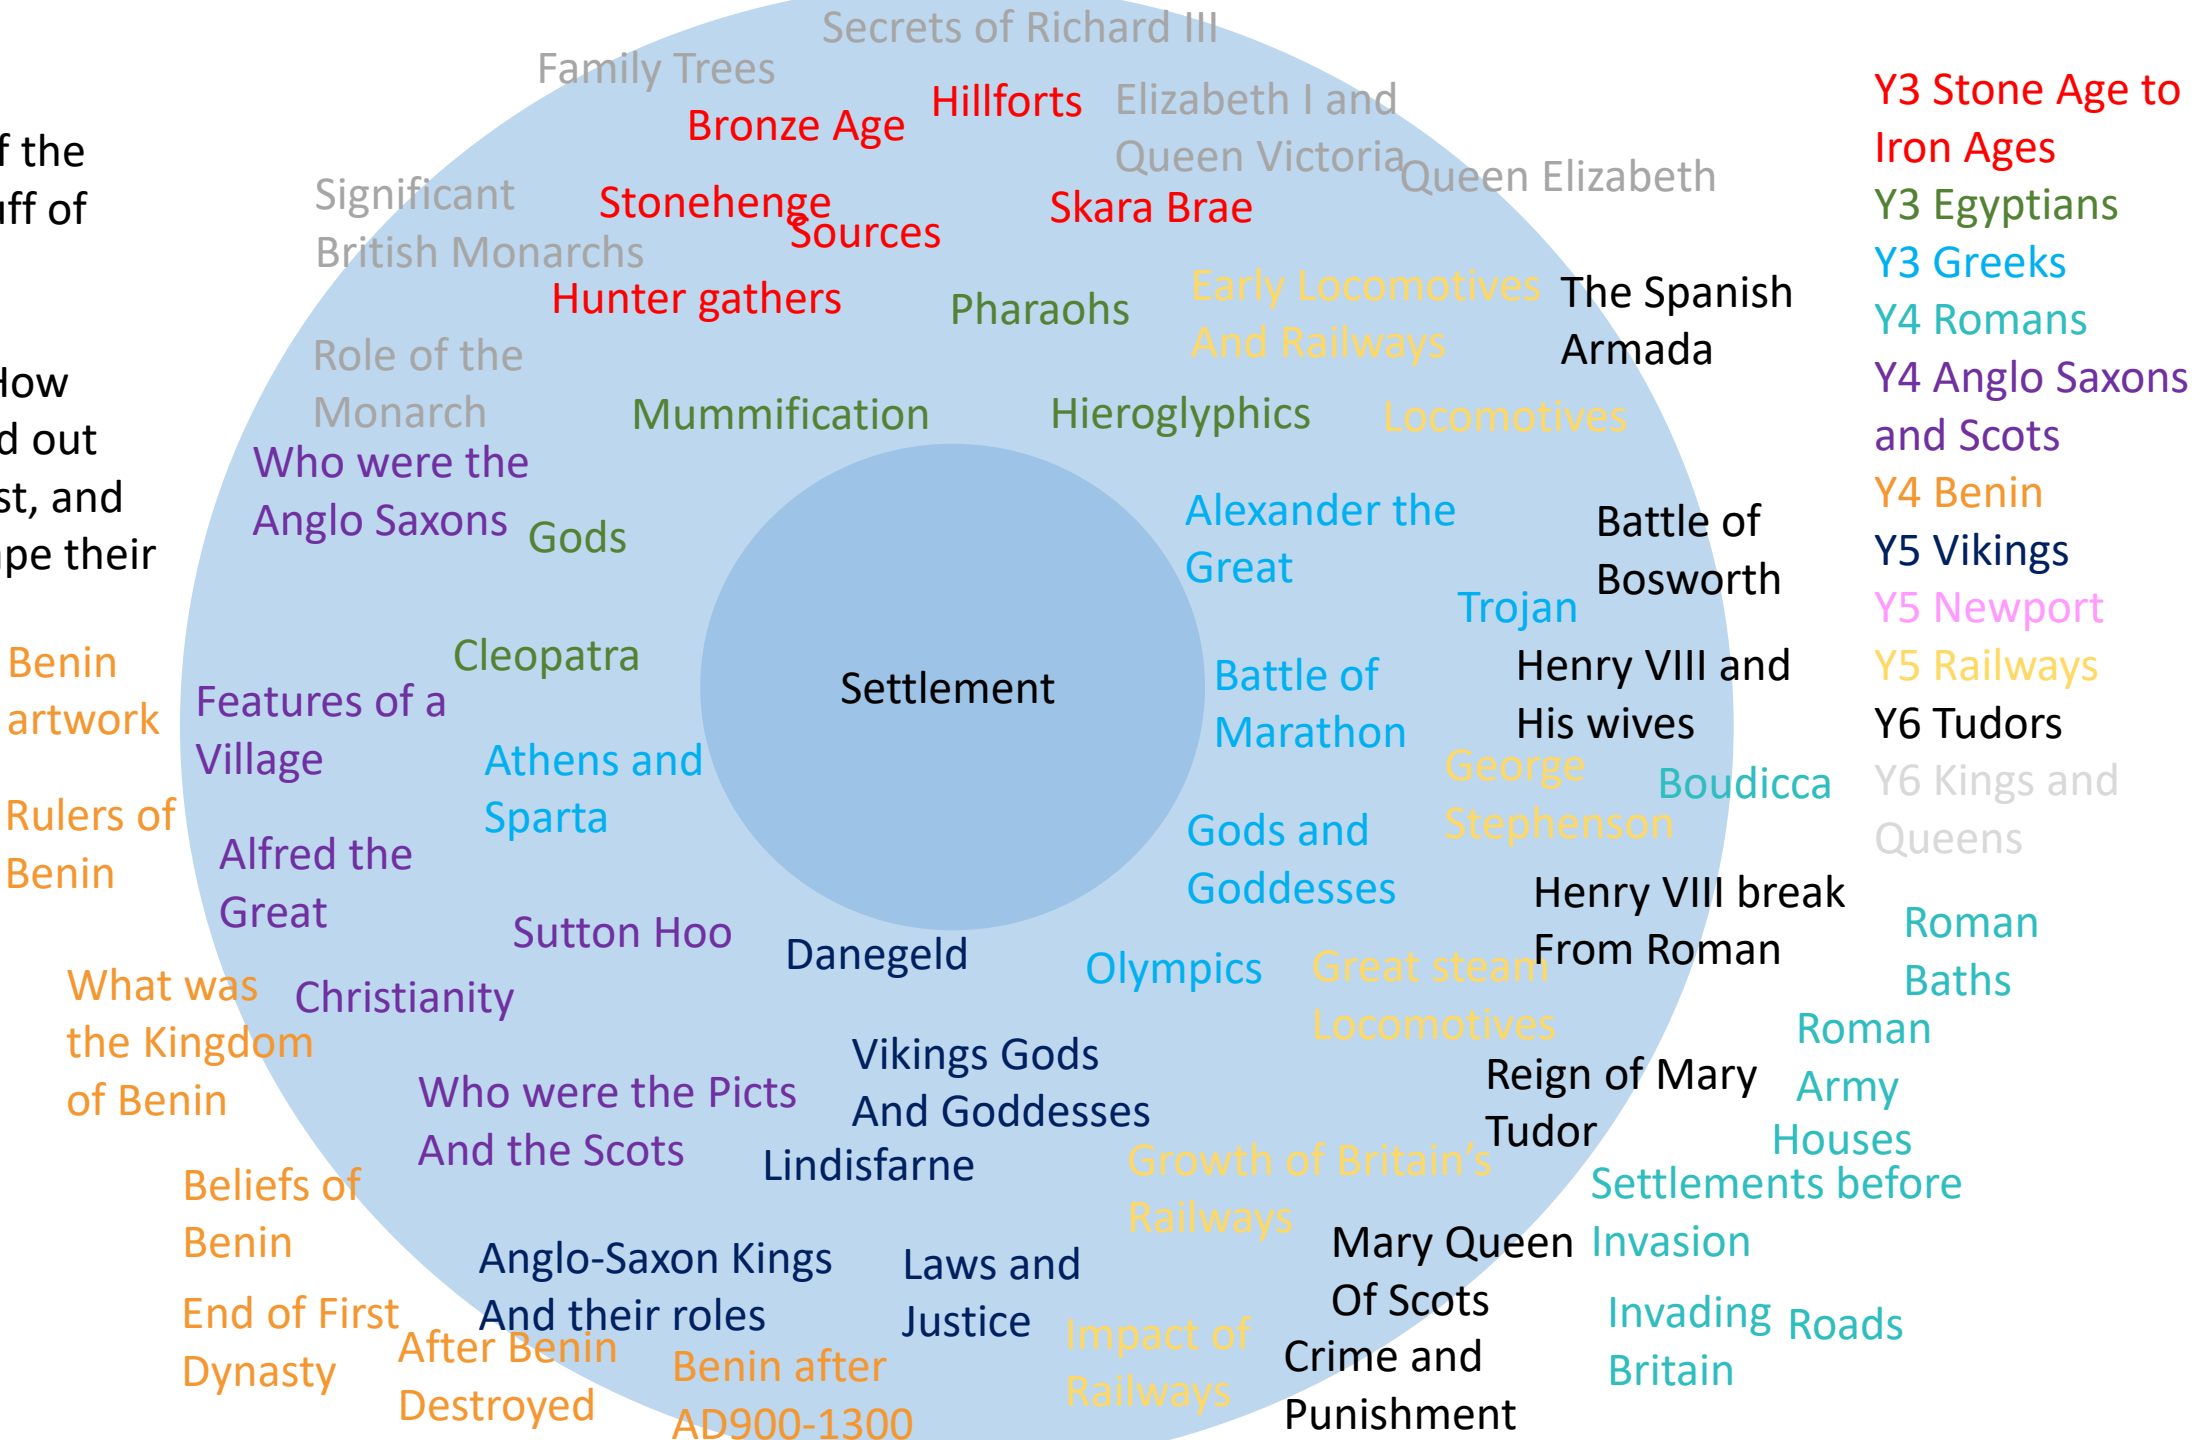 Secrets of Richard III
Family Trees
Hillforts
Bronze Age
Elizabeth I and
Queen Victoria
Queen Elizabeth
Significant
British Monarchs
Stonehenge
Sources
Skara Brae
Hunter gathers
Pharaohs
Early Locomotives
And Railways
The Spanish
Armada
Role of the
Monarch
Mummification
Hieroglyphics
Locomotives
Who were the
Anglo Saxons
Gods
Alexander the
Great
Battle of
Bosworth
Trojan
Cleopatra
Settlement
Battle of
Marathon
Henry VIII and
His wives
Features of a
Village
Athens and
Sparta
George
Stephenson
Boudicca
Gods and
Goddesses
Alfred the
Great
Sutton Hoo
Danegeld
Olympics
Great steam
Locomotives
Henry VIII break
From Roman
Christianity
Vikings Gods
And Goddesses
Who were the Picts
And the Scots
Lindisfarne
Growth of Britain's
Railways
Reign of Mary
Tudor
Anglo-Saxon Kings
And their roles
Laws and
Justice
Impact of
Railways
Mary Queen
Of Scots
Crime and
Punishment
of the
of
How
out
and
their
Benin
artwork
Rulers of
Benin
What was
the Kingdom
of Benin
Beliefs of
Benin
End of First
Dynasty
After Benin
Destroyed
Benin after
AD900-1300
Y3 Stone Age to
Iron Ages
Y3 Egyptians
Y3 Greeks
Y4 Romans
Y4 Anglo Saxons
and Scots
Y4 Benin
Y5 Vikings
Y5 Newport
Y5 Railways
Y6 Tudors
Y6 Kings and
Queens
Roman
Baths
Roman
Army
Houses
Settlements before
Invasion
Invading
Britain
Roads